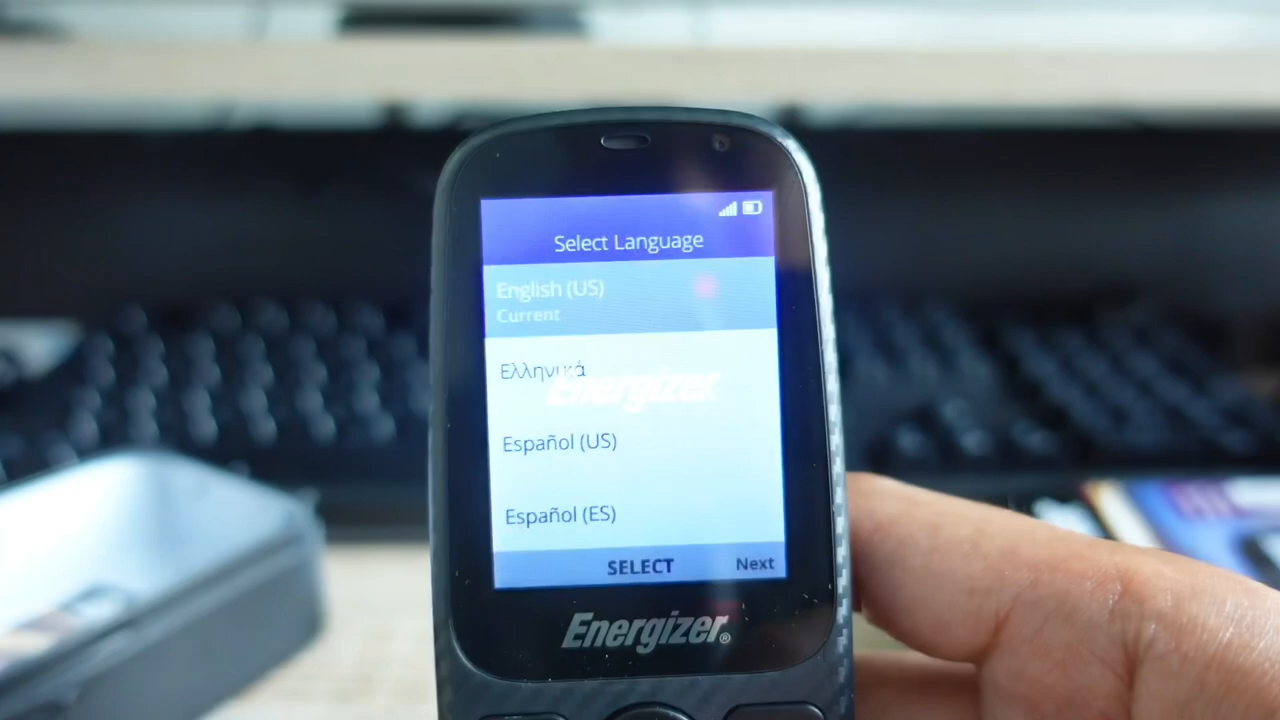 Select Language
English (US)
Current
Ελληνικά
Energizer
Español (US)
Español (ES)
SELECT Next
Energizer®